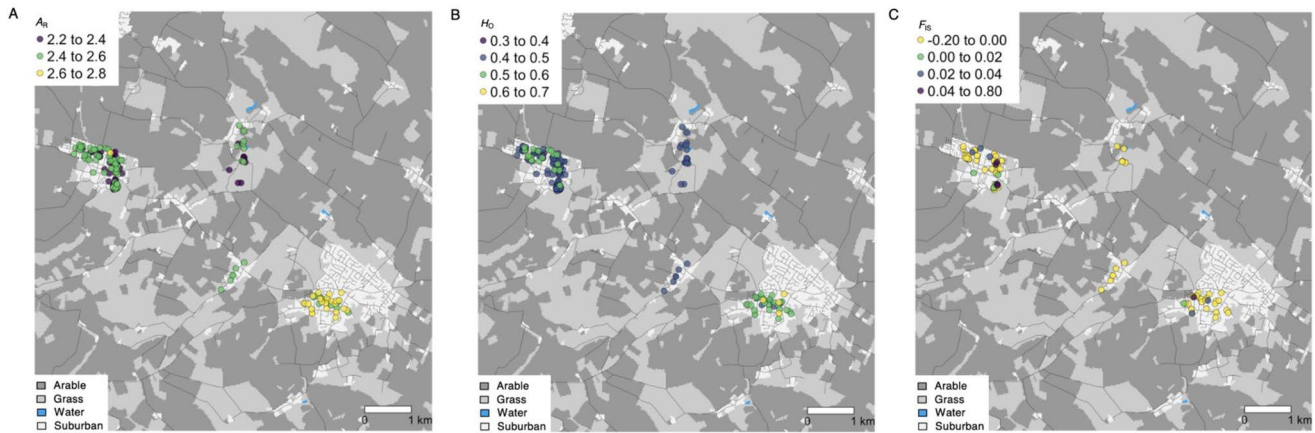 A
A_R
2.2 to 2.4
2.4 to 2.6
2.6 to 2.8
Arable
Grass
Water
Suburban
0 1 km
B
H_O
0.3 to 0.4
0.4 to 0.5
0.5 to 0.6
0.6 to 0.7
Arable
Grass
Water
Suburban
0 1 km
C
F_IS
-0.20 to 0.00
0.00 to 0.02
0.02 to 0.04
0.04 to 0.80
Arable
Grass
Water
Suburban
0 1 km